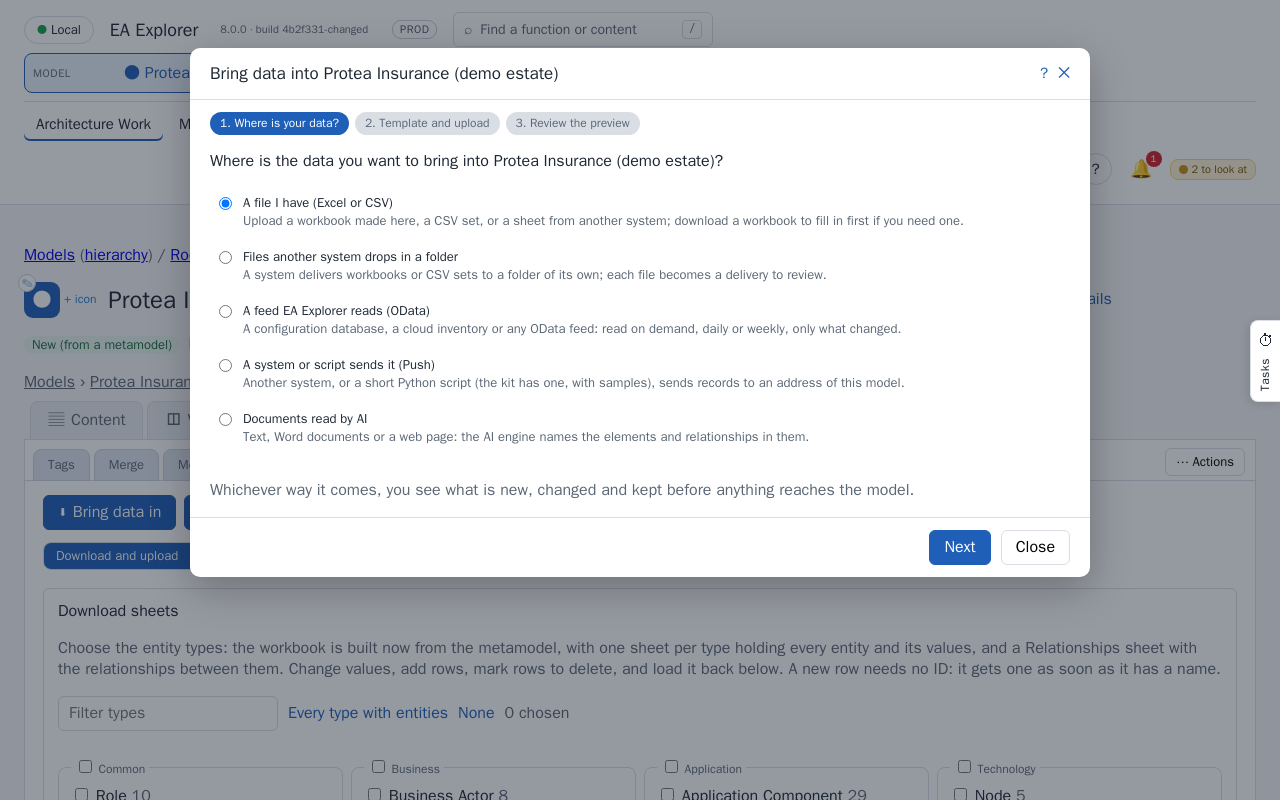 Local
EA Explorer
8.0.0 · build 4b2f331-changed
PROD
Find a function or content
/
MODEL
Protea
Architecture Work
?
1
2 to look at
Models (hierarchy) /
+ icon
Protea
New (from a metamodel)
Models ›
Content
Tags
Merge
Actions
Tasks
Bring data in
Download and upload
Bring data into Protea Insurance (demo estate)
?
1. Where is your data?
2. Template and upload
3. Review the preview
Where is the data you want to bring into Protea Insurance (demo estate)?
A file I have (Excel or CSV)
Upload a workbook made here, a CSV set, or a sheet from another system; download a workbook to fill in first if you need one.
Files another system drops in a folder
A system delivers workbooks or CSV sets to a folder of its own; each file becomes a delivery to review.
A feed EA Explorer reads (OData)
A configuration database, a cloud inventory or any OData feed: read on demand, daily or weekly, only what changed.
A system or script sends it (Push)
Another system, or a short Python script (the kit has one, with samples), sends records to an address of this model.
Documents read by AI
Text, Word documents or a web page: the AI engine names the elements and relationships in them.
Whichever way it comes, you see what is new, changed and kept before anything reaches the model.
Next
Close
Download sheets
Choose the entity types: the workbook is built now from the metamodel, with one sheet per type holding every entity and its values, and a Relationships sheet with
the relationships between them. Change values, add rows, mark rows to delete, and load it back below. A new row needs no ID: it gets one as soon as it has a name.
Filter types
Every type with entities
None
0 chosen
Common
Business
Application
Technology
Role 10
Business Actor 8
Application Component 29
Node 5